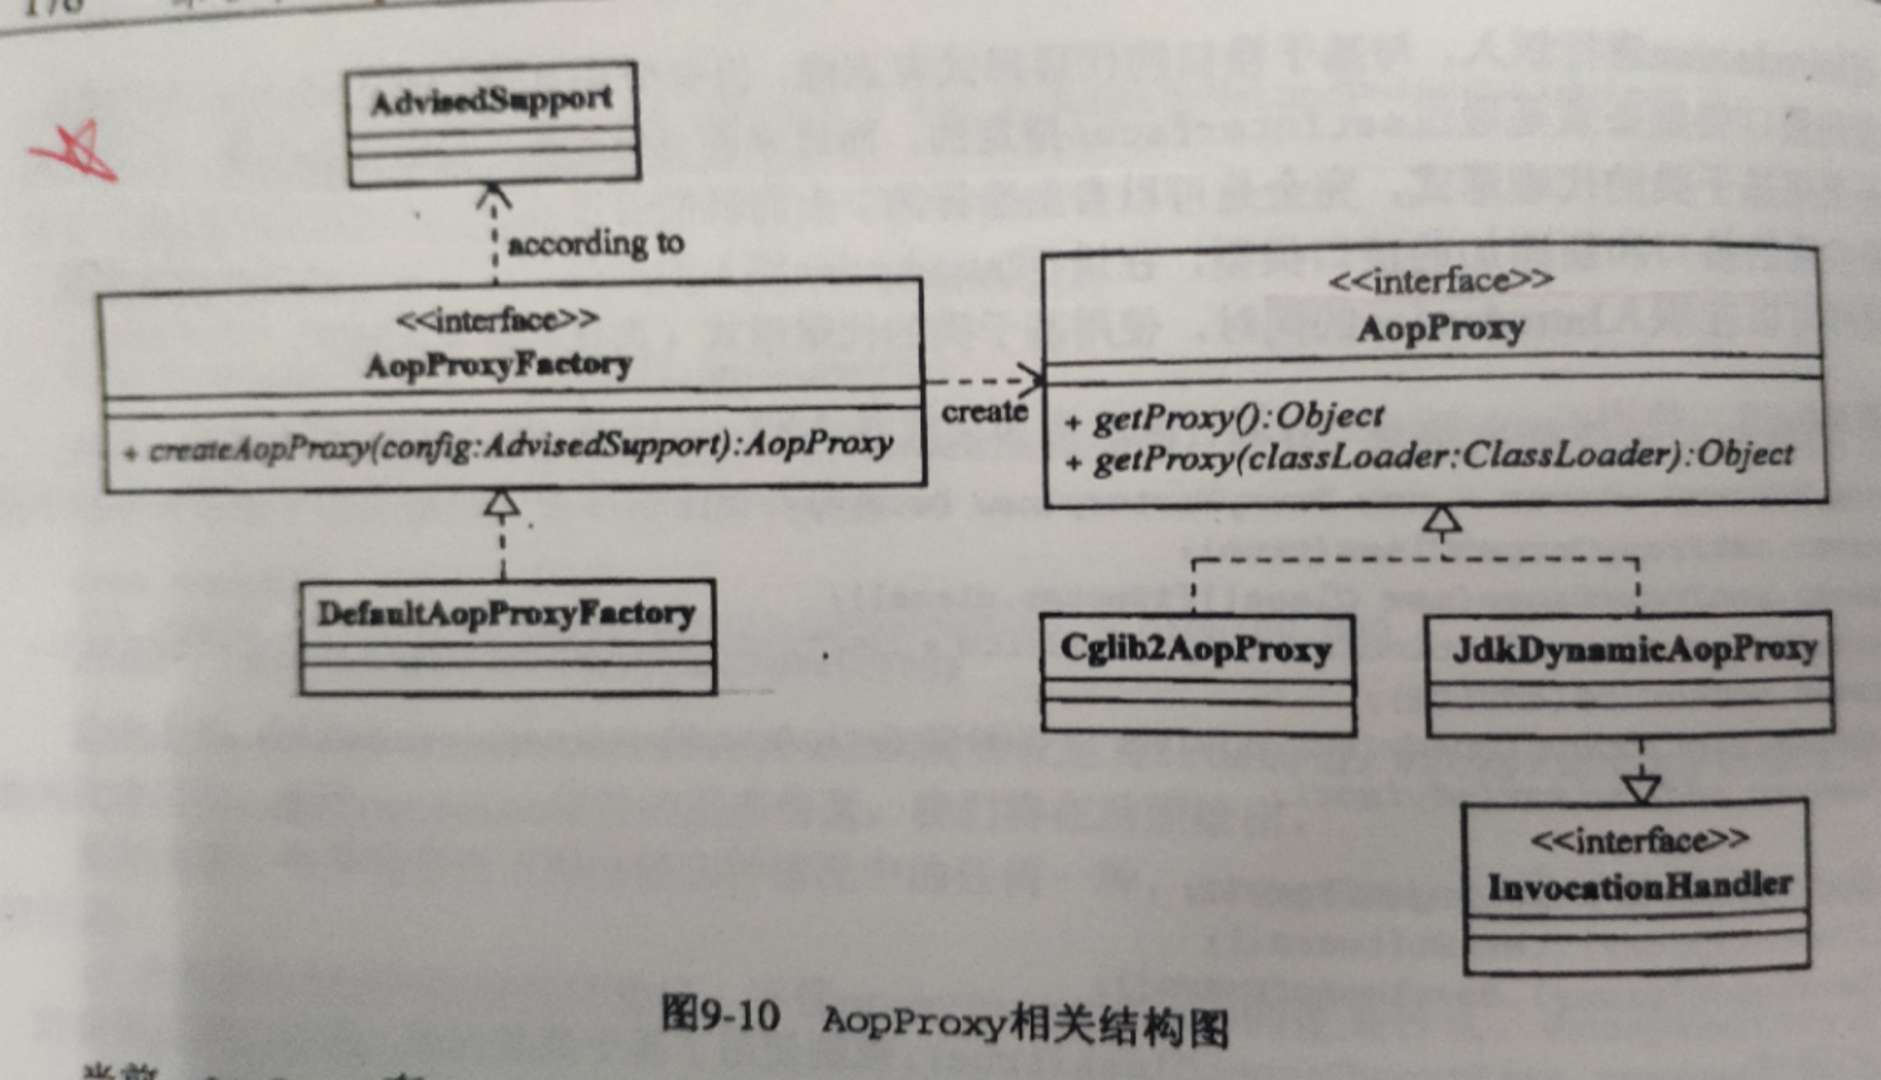 AdvisedSupport
according to
<<interface>>
AopProxyFactory
+ createAopProxy(config:AdvisedSupport):AopProxy
create
<<interface>>
AopProxy
+ getProxy():Object
+ getProxy(classLoader:ClassLoader):Object
DefaultAopProxyFactory
Cglib2AopProxy
JdkDynamicAopProxy
<<interface>>
InvocationHandler
图9-10 AopProxy相关结构图